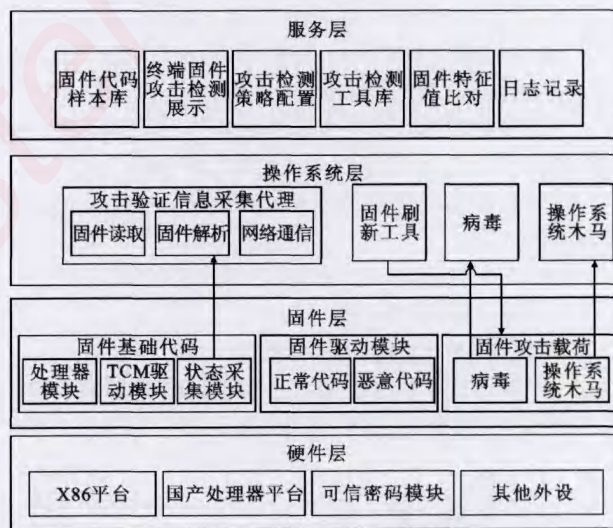 服务层
固件代码
样本库
终端固件
攻击检测
展示
攻击检测
策略配置
攻击检测
工具库
固件特征
值比对
日志记录
操作系统层
攻击验证信息采集代理
固件读取
固件解析
网络通信
固件刷
新工具
病毒
操作系
统木马
固件层
固件基础代码
处理器
模块
TCM驱
动模块
状态采
集模块
固件驱动模块
正常代码
恶意代码
固件攻击载荷
病毒
操作系
统木马
硬件层
X86平台
国产处理器平台
可信密码模块
其他外设